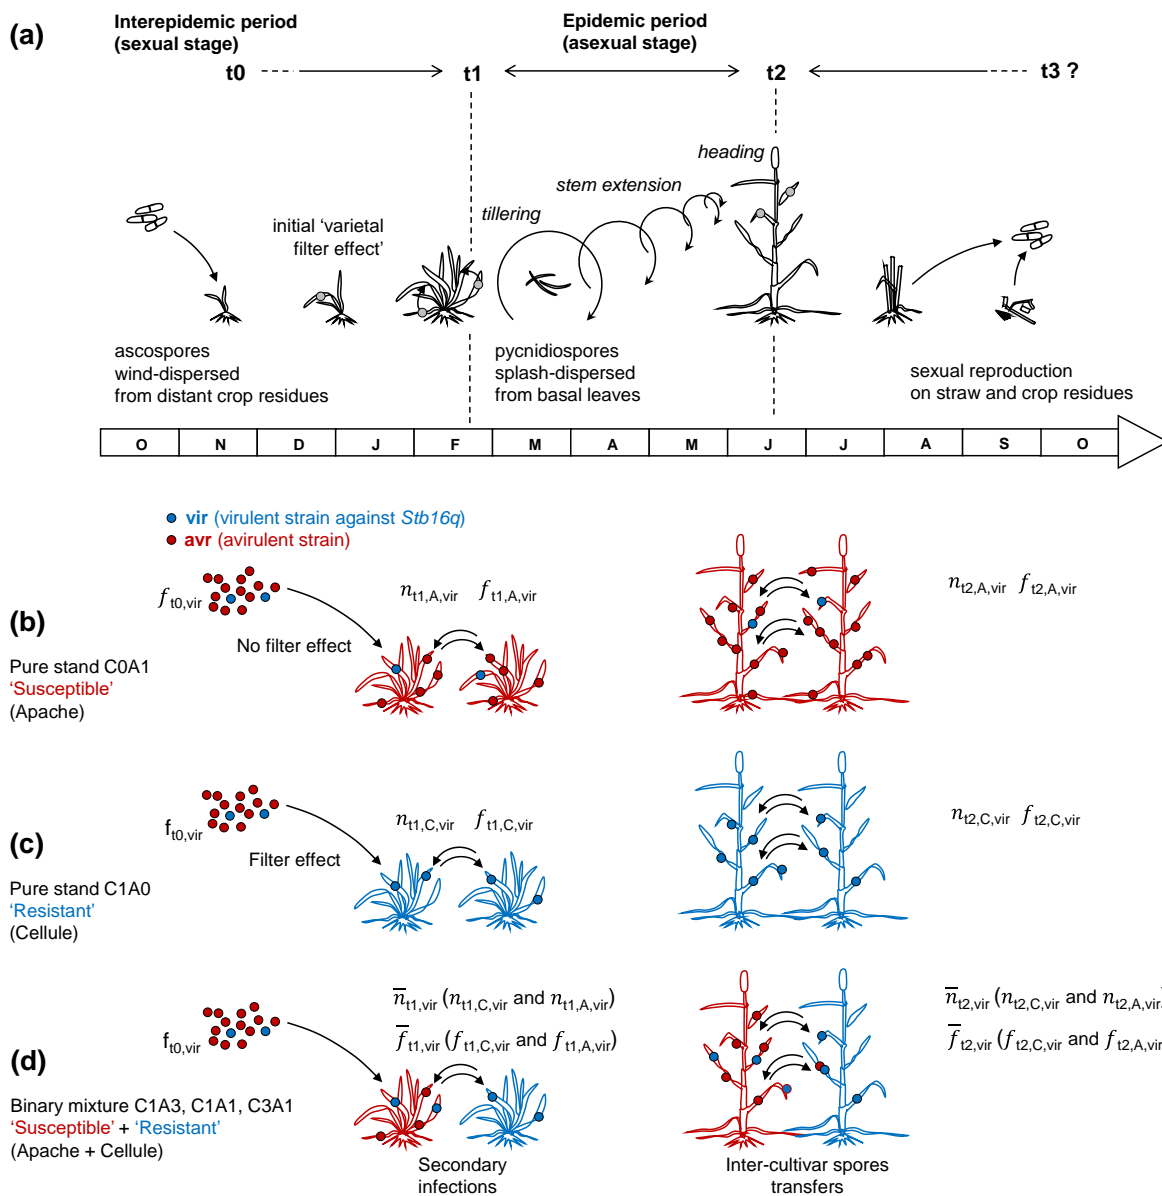 (a)
Interepidemic period
(sexual stage)
Epidemic period
(asexual stage)
t0
t1
t2
t3 ?
heading
stem extension
tillering
initial ‘varietal
filter effect’
ascospores
wind-dispersed
from distant crop residues
pycnidiospores
splash-dispersed
from basal leaves
sexual reproduction
on straw and crop residues
O N D J F M A M J J A S O
vir (virulent strain against Stb16q)
avr (avirulent strain)
(b)
f t0,vir
No filter effect
n t1,A,vir f t1,A,vir
n t2,A,vir f t2,A,vir
Pure stand C0A1
‘Susceptible’
(Apache)
(c)
f t0,vir
Filter effect
n t1,C,vir f t1,C,vir
n t2,C,vir f t2,C,vir
Pure stand C1A0
‘Resistant’
(Cellule)
(d)
f t0,vir
n̅ t1,vir (n t1,C,vir and n t1,A,vir)
f̅ t1,vir (f t1,C,vir and f t1,A,vir)
n̅ t2,vir (n t2,C,vir and n t2,A,vir)
f̅ t2,vir (f t2,C,vir and f t2,A,vir
Binary mixture C1A3, C1A1, C3A1
‘Susceptible’ + ‘Resistant’
(Apache + Cellule)
Secondary
infections
Inter-cultivar spores
transfers